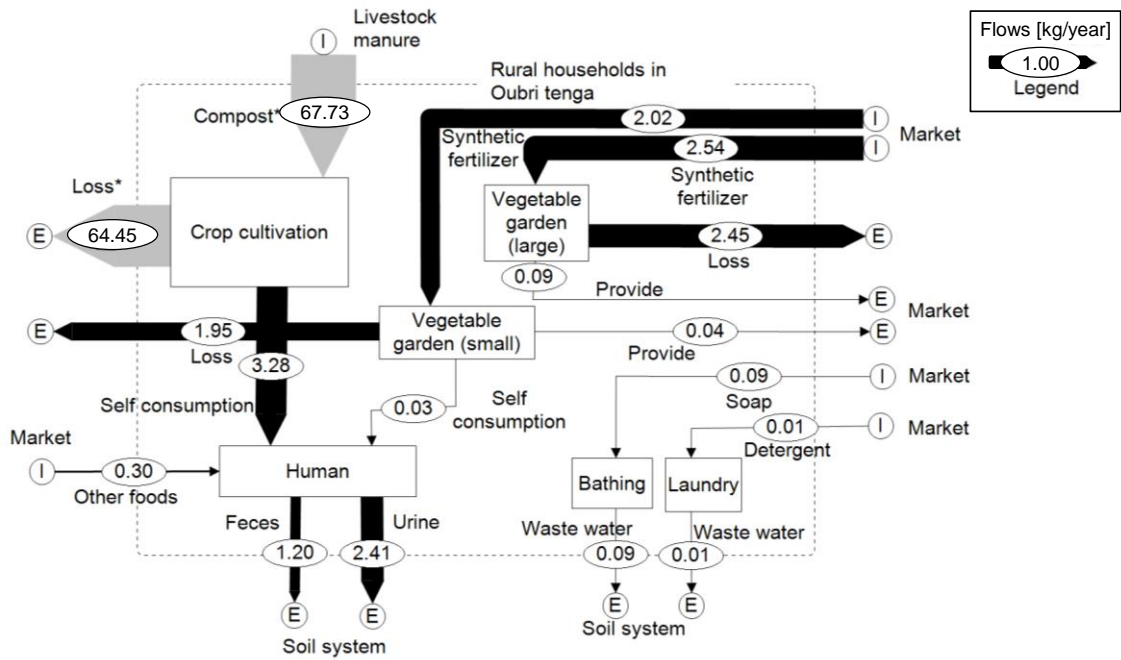 Livestock
manure
I
Flows [kg/year]
1.00
Legend
Rural households in
Oubri tenga
Compost*
67.73
2.02
I
Market
Synthetic
fertilizer
2.54
I
Synthetic
fertilizer
Loss*
64.45
E
Crop cultivation
Vegetable
garden
(large)
2.45
Loss
E
0.09
Provide
E
Market
E
1.95
Loss
Vegetable
garden (small)
0.04
Provide
E
3.28
Self consumption
0.03
Self
consumption
0.09
Soap
I
Market
0.01
Detergent
I
Market
Market
I
0.30
Other foods
Human
Bathing
Laundry
Feces
Urine
Waste water
Waste water
1.20
2.41
0.09
0.01
E
E
E
E
Soil system
Soil system